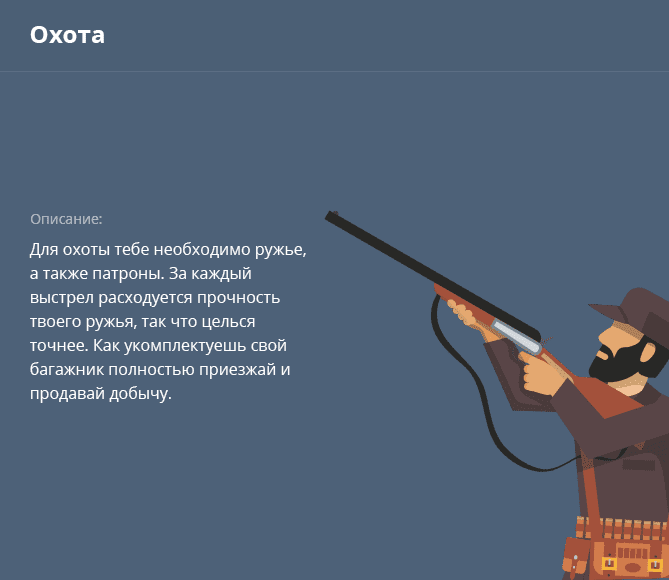 Охота
Описание:
Для охоты тебе необходимо ружье,
а также патроны. За каждый
выстрел расходуется прочность
твоего ружья, так что целься
точнее. Как укомплектуешь свой
багажник полностью приезжай и
продавай добычу.